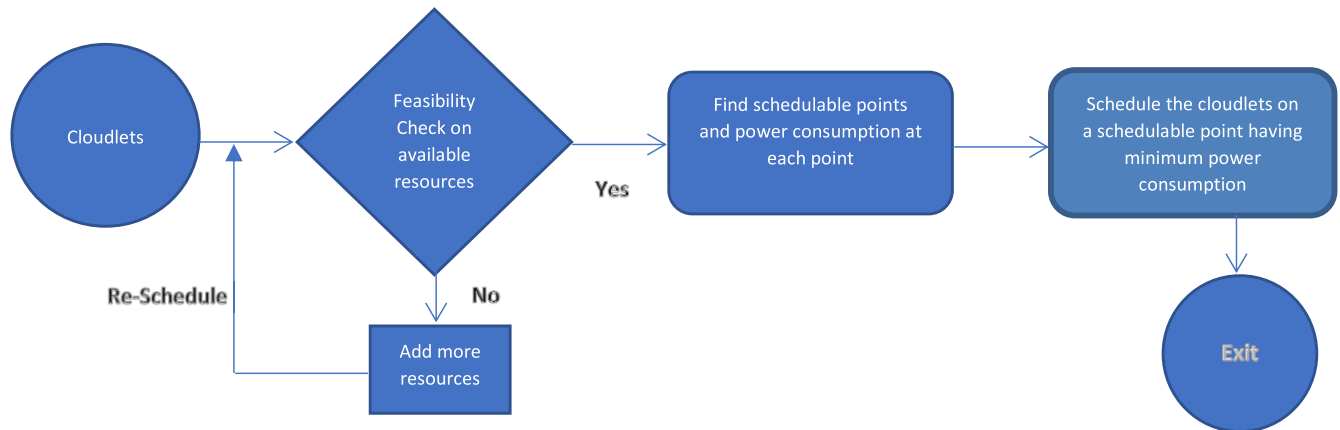 Cloudlets
Feasibility
Check on
available
resources
Yes
Find schedulable points
and power consumption at
each point
Schedule the cloudlets on
a schedulable point having
minimum power
consumption
Re-Schedule
No
Add more
resources
Exit